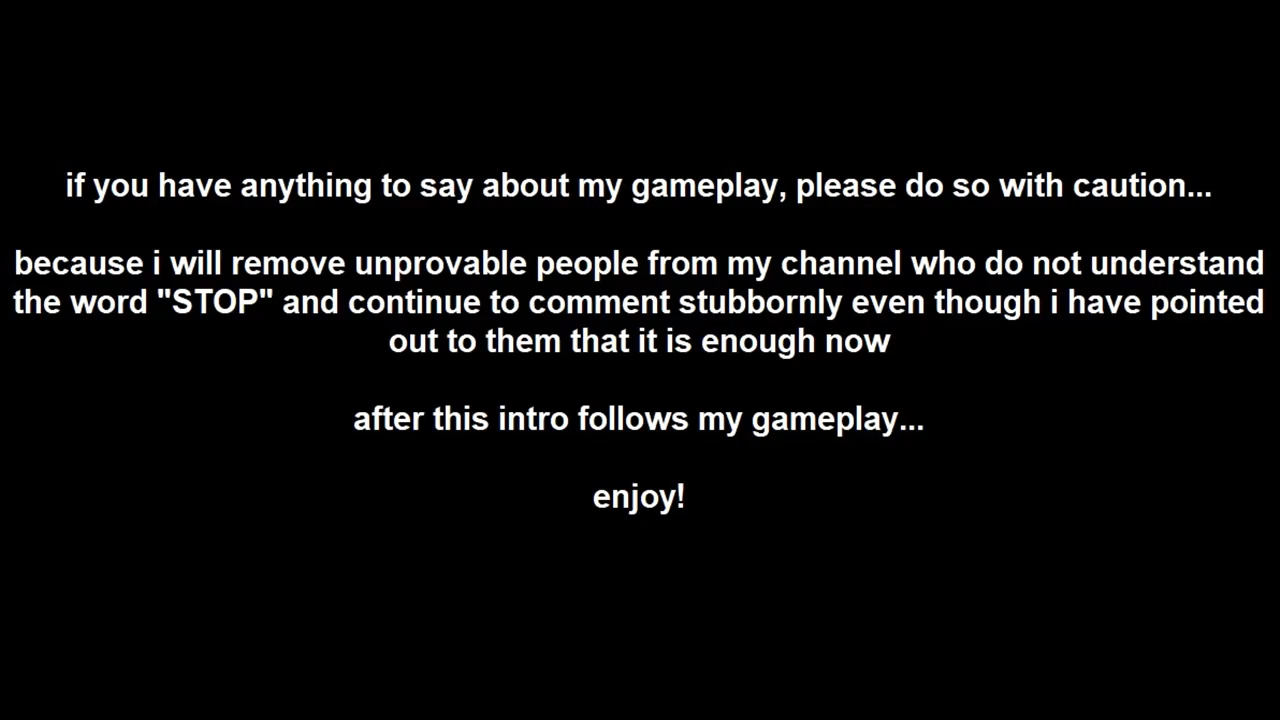 if you have anything to say about my gameplay, please do so with caution...
because i will remove unprovable people from my channel who do not understand
the word "STOP" and continue to comment stubbornly even though i have pointed
out to them that it is enough now
after this intro follows my gameplay...
enjoy!